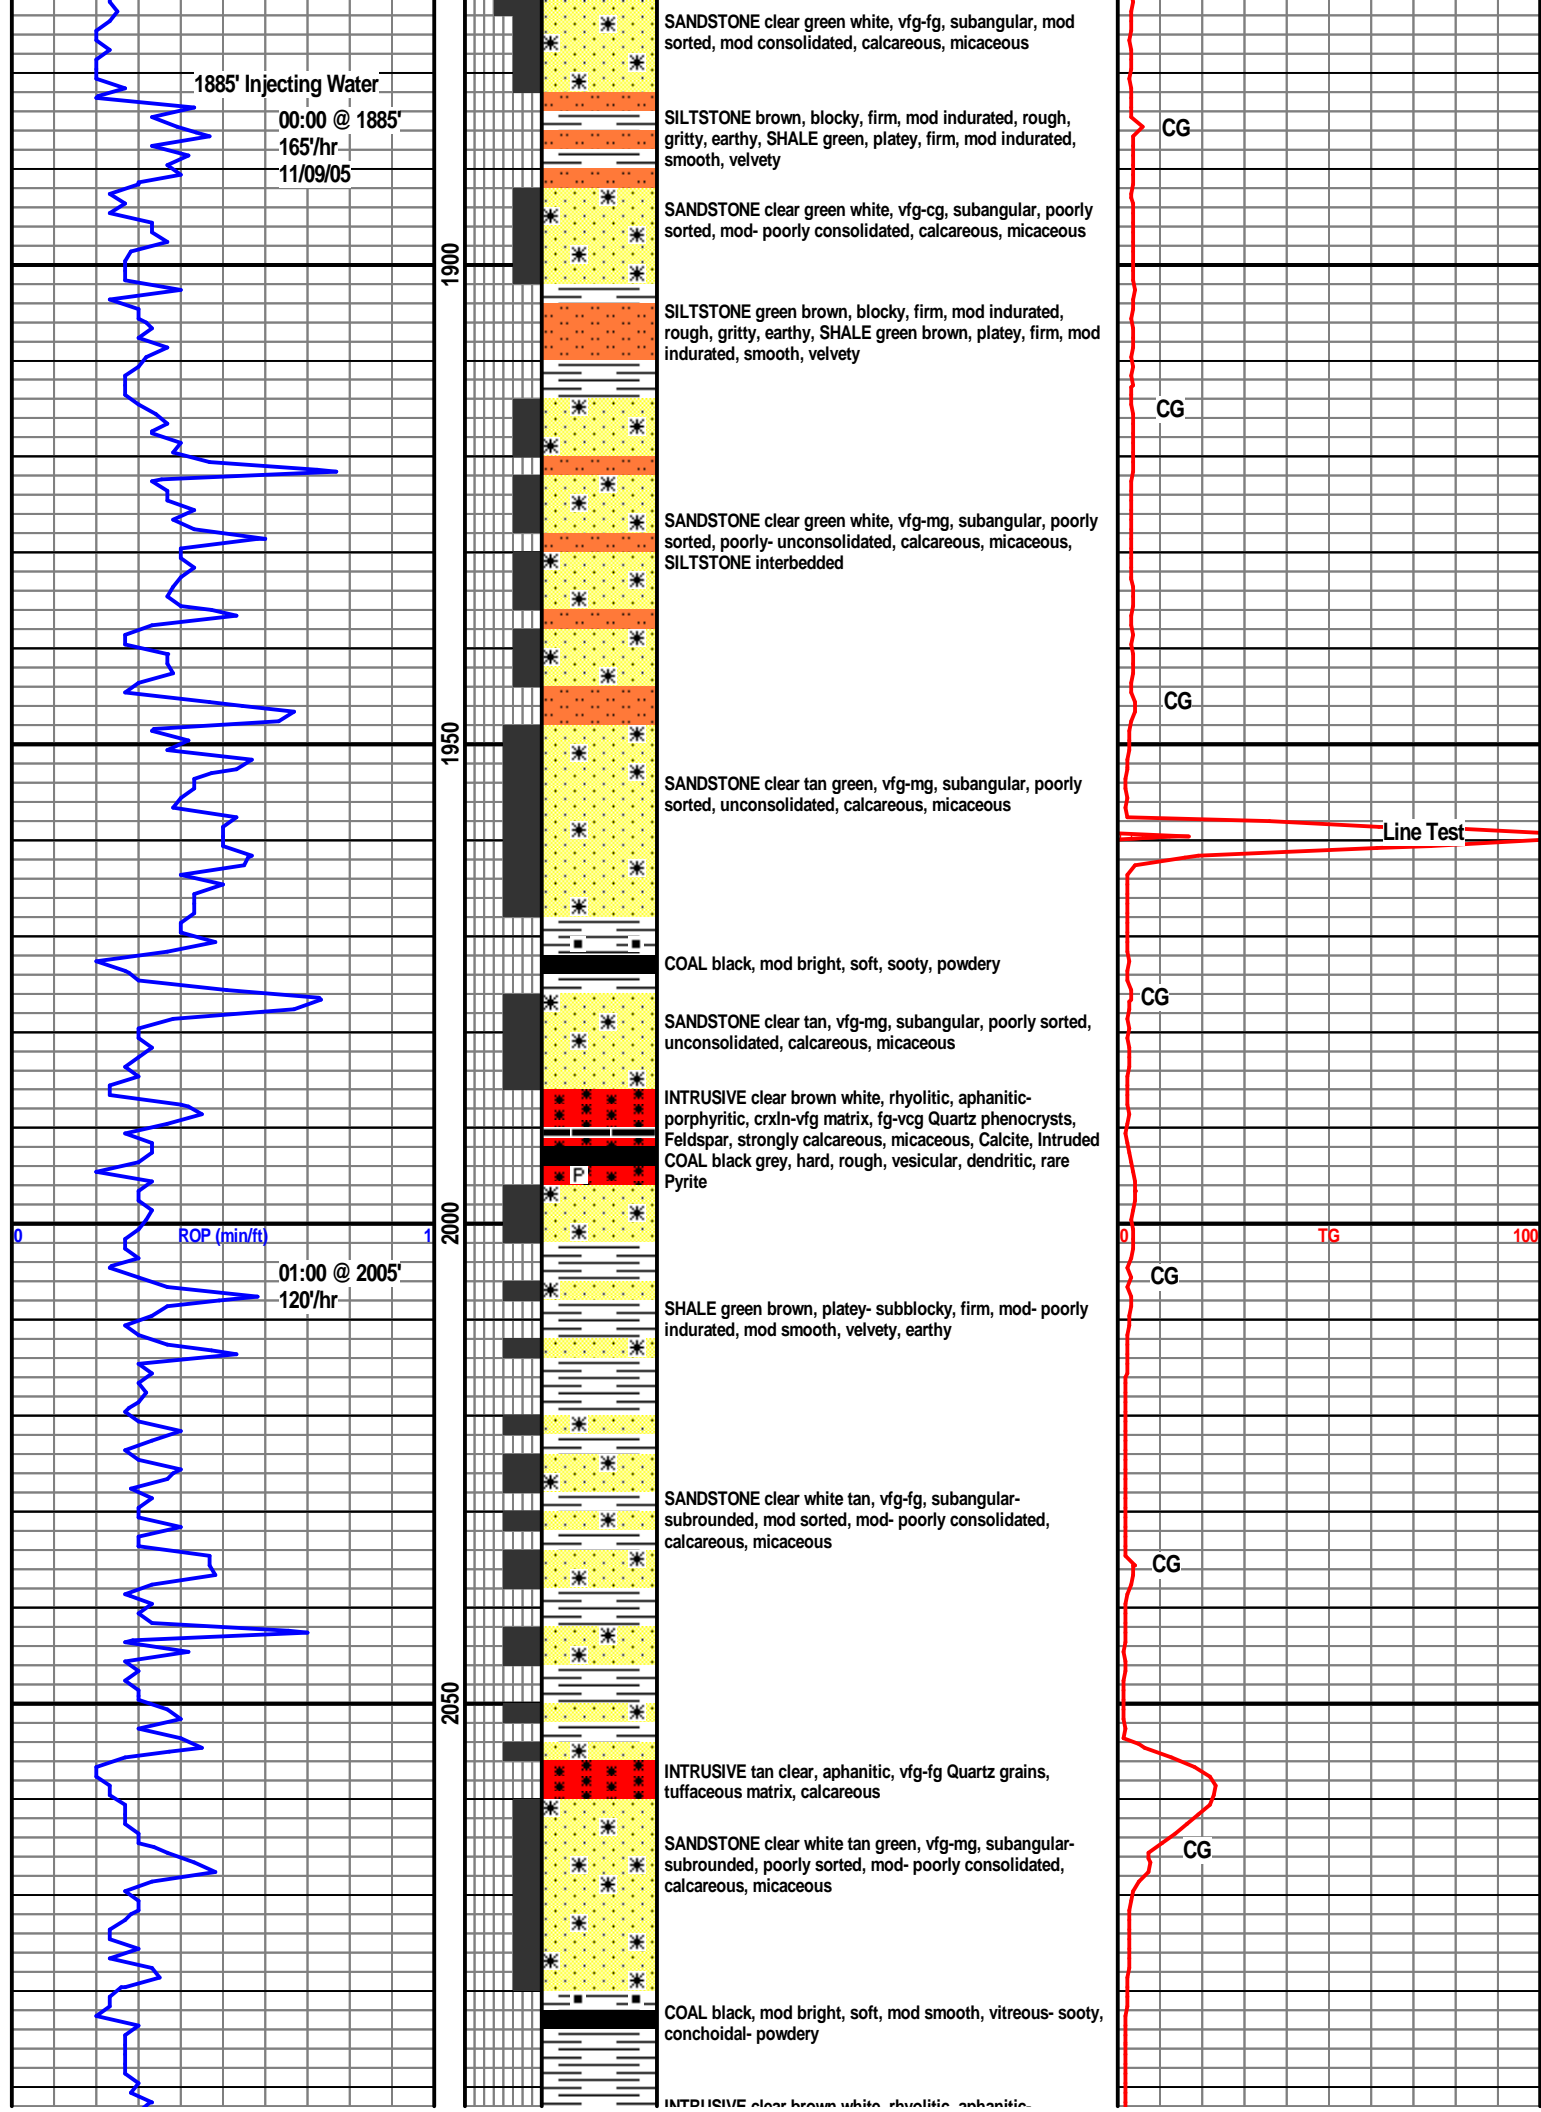 SANDSTONE clear green white, vfg-fg, subangular, mod
sorted, mod consolidated, calcareous, micaceous
1885' Injecting Water
00:00 @ 1885'
165'/hr
11/09/05
SILTSTONE brown, blocky, firm, mod indurated, rough,
gritty, earthy, SHALE green, platey, firm, mod indurated,
smooth, velvety
CG
SANDSTONE clear green white, vfg-cg, subangular, poorly
sorted, mod- poorly consolidated, calcareous, micaceous
1900
SILTSTONE green brown, blocky, firm, mod indurated,
rough, gritty, earthy, SHALE green brown, platey, firm, mod
indurated, smooth, velvety
CG
SANDSTONE clear green white, vfg-mg, subangular, poorly
sorted, poorly- unconsolidated, calcareous, micaceous,
SILTSTONE interbedded
CG
1950
SANDSTONE clear tan green, vfg-mg, subangular, poorly
sorted, unconsolidated, calcareous, micaceous
Line Test
COAL black, mod bright, soft, sooty, powdery
CG
SANDSTONE clear tan, vfg-mg, subangular, poorly sorted,
unconsolidated, calcareous, micaceous
INTRUSIVE clear brown white, rhyolitic, aphanitic-
porphyritic, crxln-vfg matrix, fg-vcg Quartz phenocrysts,
Feldspar, strongly calcareous, micaceous, Calcite, Intruded
COAL black grey, hard, rough, vesicular, dendritic, rare
Pyrite
P
2000
0 ROP (min/ft) 1
0 TG 100
01:00 @ 2005'
120'/hr
CG
SHALE green brown, platey- subblocky, firm, mod- poorly
indurated, mod smooth, velvety, earthy
SANDSTONE clear white tan, vfg-fg, subangular-
subrounded, mod sorted, mod- poorly consolidated,
calcareous, micaceous
CG
2050
INTRUSIVE tan clear, aphanitic, vfg-fg Quartz grains,
tuffaceous matrix, calcareous
SANDSTONE clear white tan green, vfg-mg, subangular-
subrounded, poorly sorted, mod- poorly consolidated,
calcareous, micaceous
CG
COAL black, mod bright, soft, mod smooth, vitreous- sooty,
conchoidal- powdery
INTRUSIVE clear brown white, rhyolitic, aphanitic-